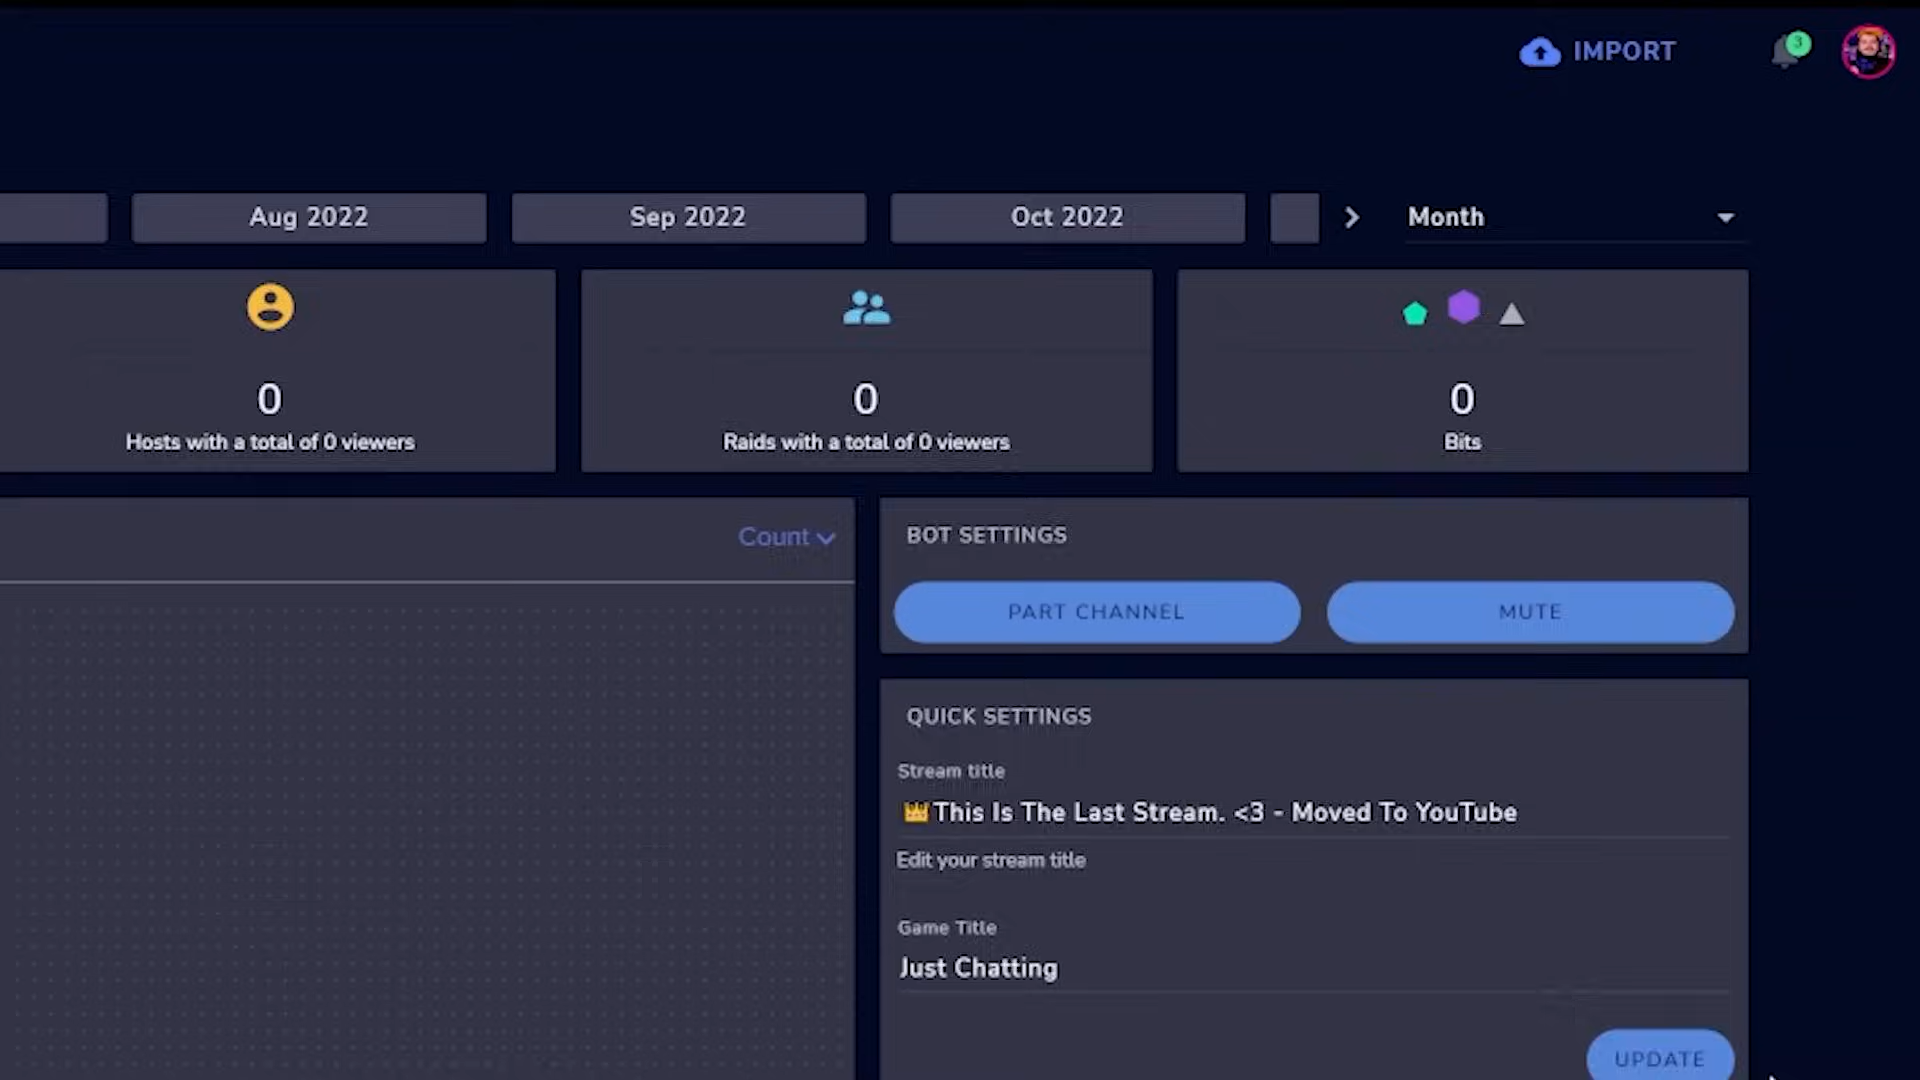 IMPORT
3
Aug 2022
Sep 2022
Oct 2022
Month
0
Hosts with a total of 0 viewers
0
Raids with a total of 0 viewers
0
Bits
Count
BOT SETTINGS
PART CHANNEL
MUTE
QUICK SETTINGS
Stream title
👑This Is The Last Stream. <3 - Moved To YouTube
Edit your stream title
Game Title
Just Chatting
UPDATE